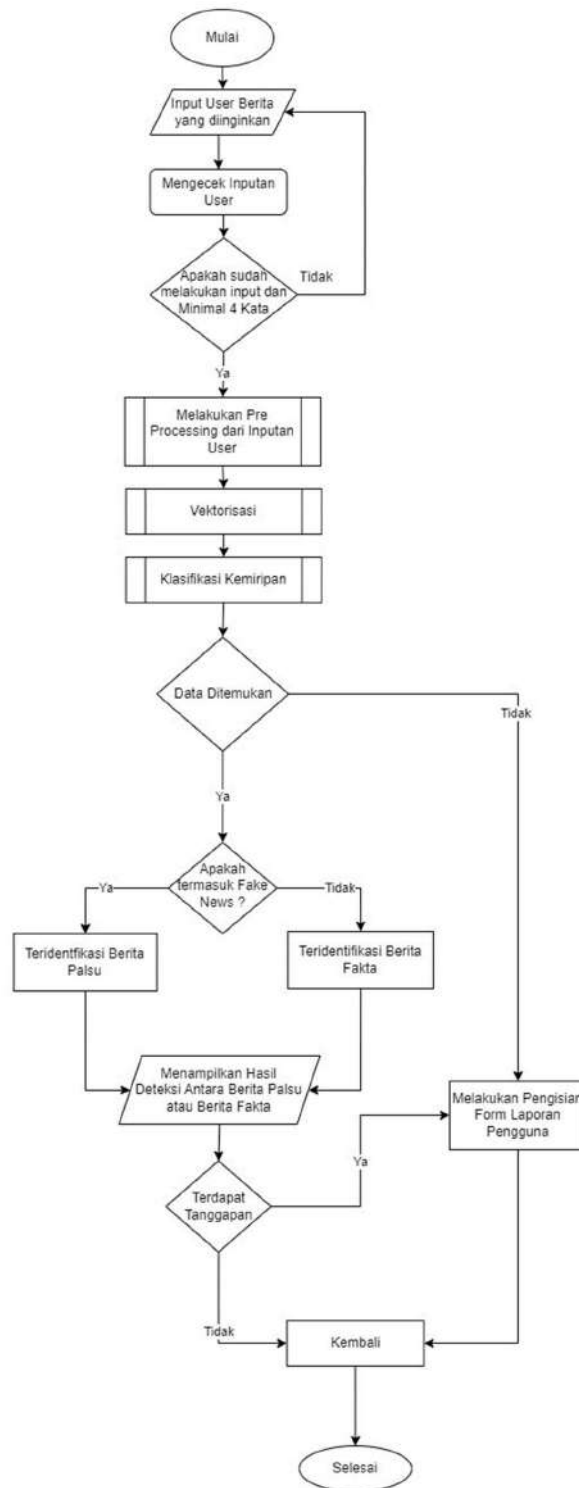 Mulai
Input User Berita
yang diinginkan
Mengecek Inputan
User
Apakah sudah
melakukan input dan
Minimal 4 Kata
Tidak
Ya
Melakukan Pre
Processing dari Inputan
User
Vektorisasi
Klasifikasi Kemiripan
Data Ditemukan
Tidak
Ya
Apakah
termasuk Fake
News ?
Ya
Tidak
Teridentfikasi Berita
Palsu
Teridentifikasi Berita
Fakta
Menampilkan Hasil
Deteksi Antara Berita Palsu
atau Berita Fakta
Melakukan Pengisian
Form Laporan
Pengguna
Ya
Terdapat
Tanggapan
Tidak
Kembali
Selesai